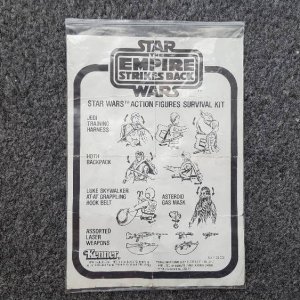 STAR
THE
EMPIRE
STRIKES BACK
WARS
STAR WARS™ ACTION FIGURES SURVIVAL KIT
JEDI
TRAINING
HARNESS
HOTH
BACKPACK
LUKE SKYWALKER
AT-AT GRAPPLING
HOOK BELT
ASTEROID
GAS MASK
ASSORTED
LASER
WEAPONS
Kenner